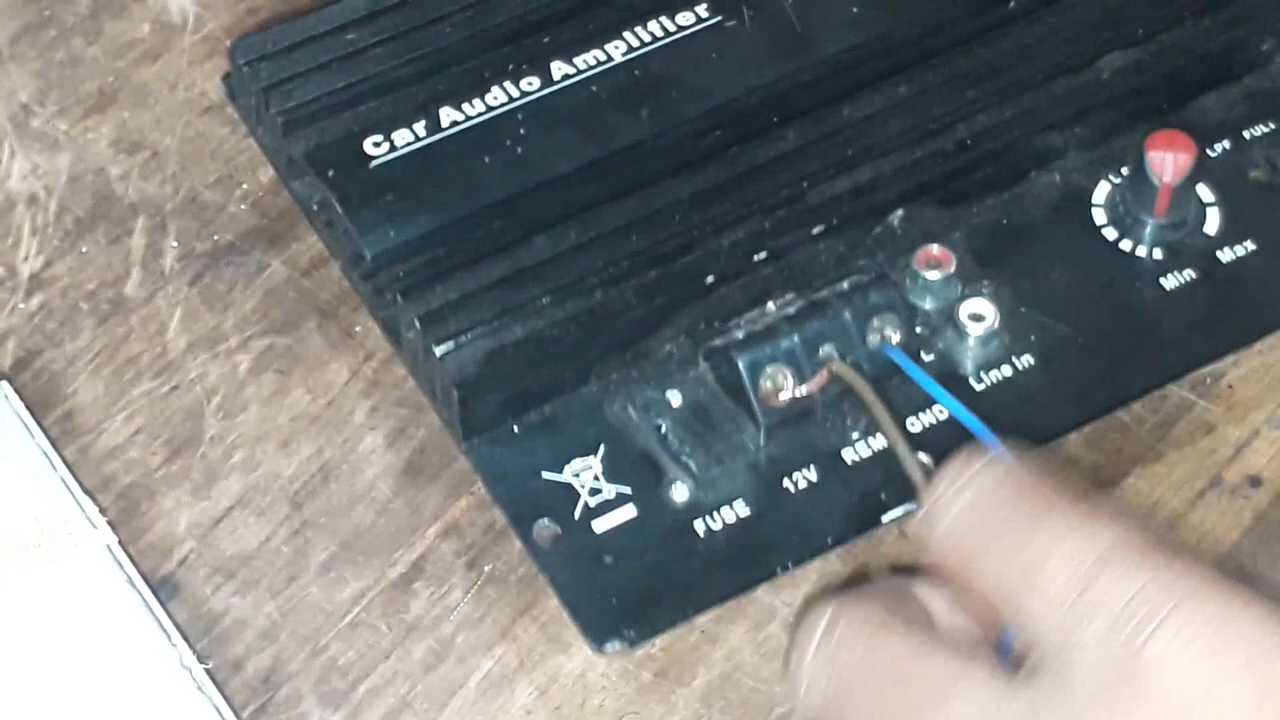 Car Audio Amplifier
LPF FULL
Min Max
L
Line in
GND
REM
12V
FUSE